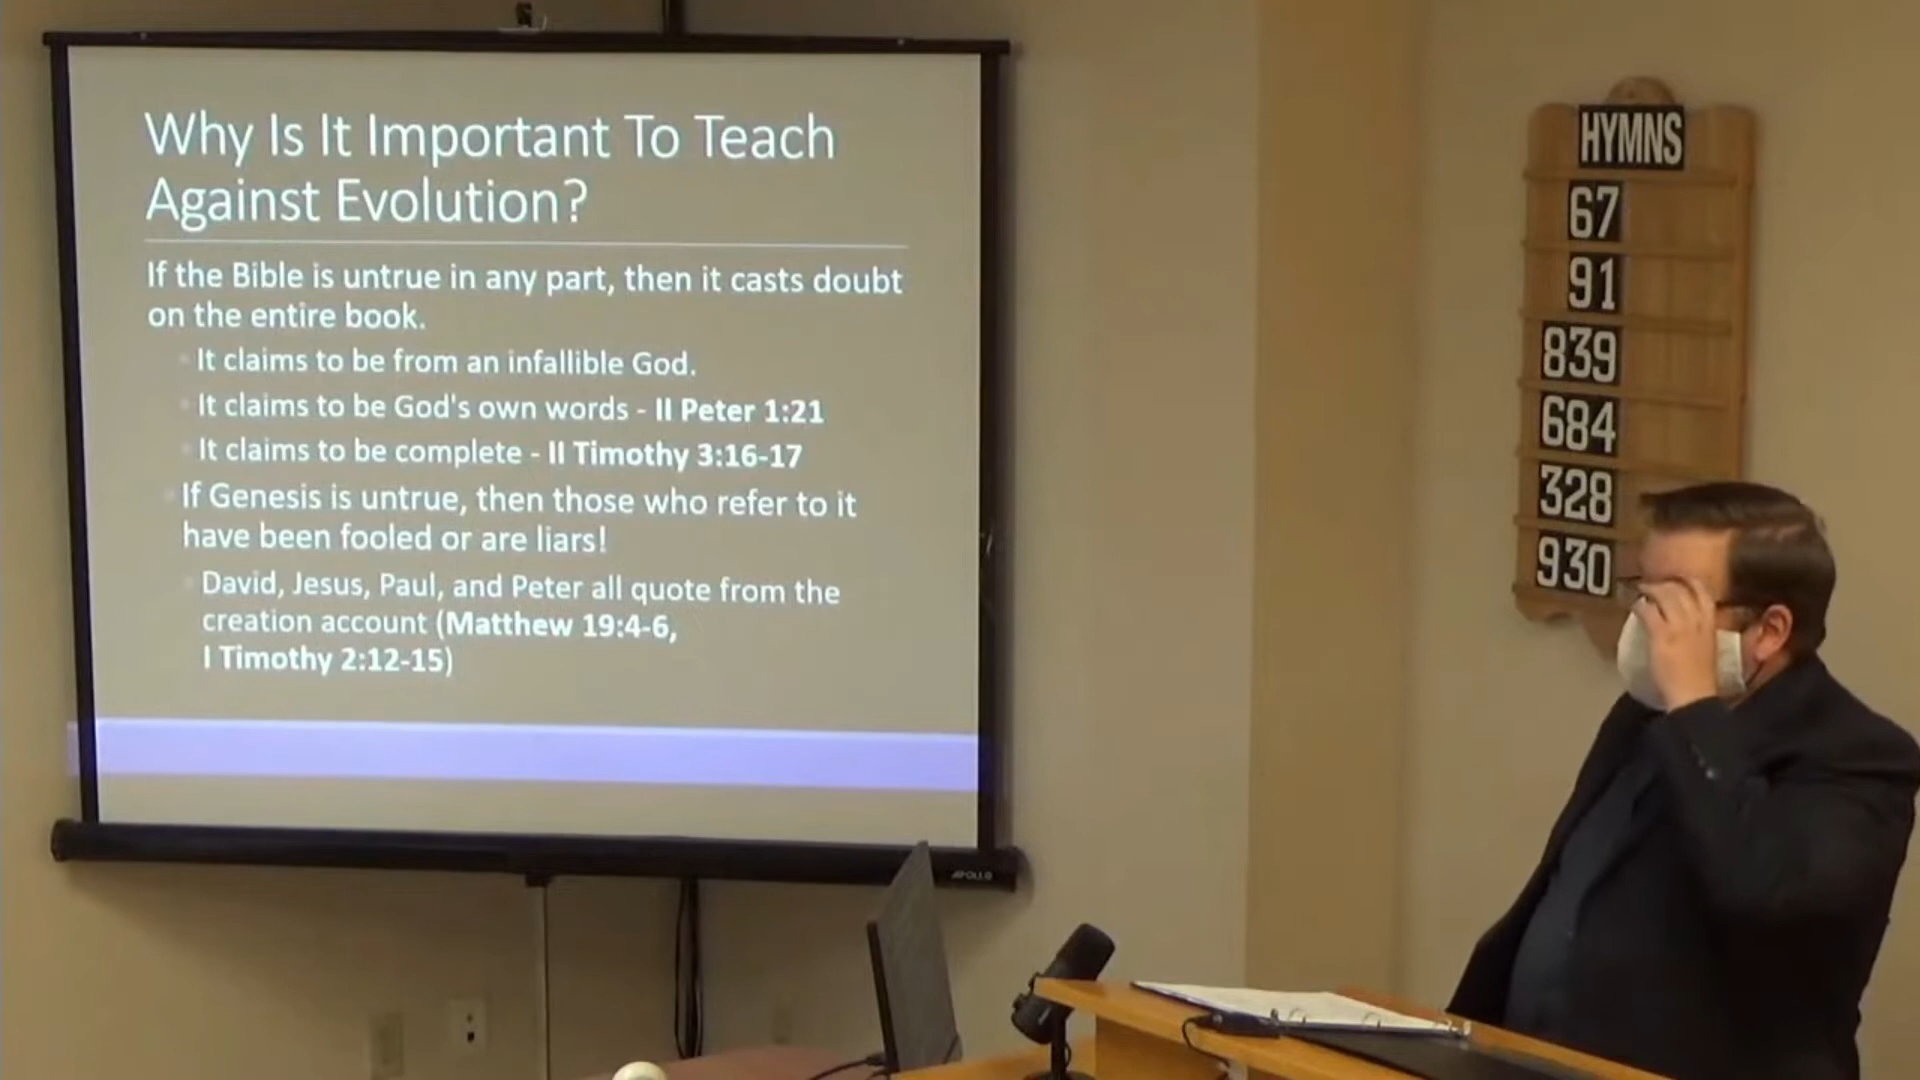 Why Is It Important To Teach
Against Evolution?
If the Bible is untrue in any part, then it casts doubt
on the entire book.
It claims to be from an infallible God.
It claims to be God's own words - II Peter 1:21
It claims to be complete - II Timothy 3:16-17
If Genesis is untrue, then those who refer to it
have been fooled or are liars!
David, Jesus, Paul, and Peter all quote from the
creation account (Matthew 19:4-6,
I Timothy 2:12-15)
APOLLO
HYMNS
67
91
839
684
328
930